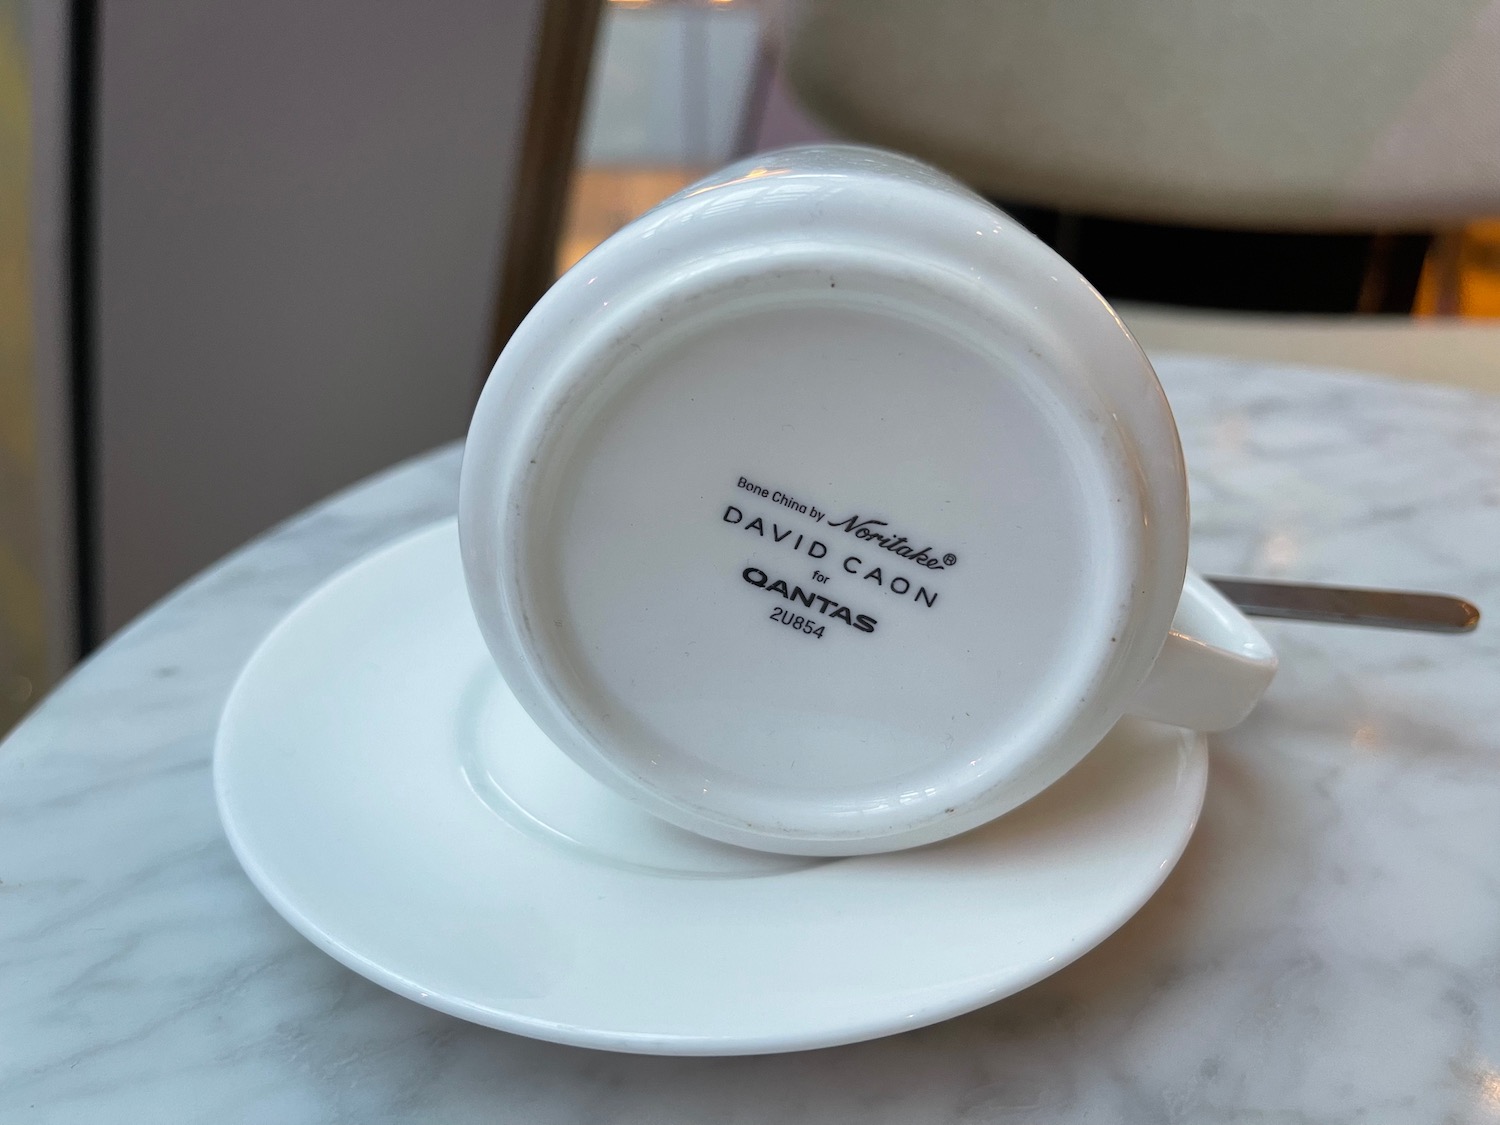 Bone China by Noritake®
DAVID CAON
for
QANTAS
2U854